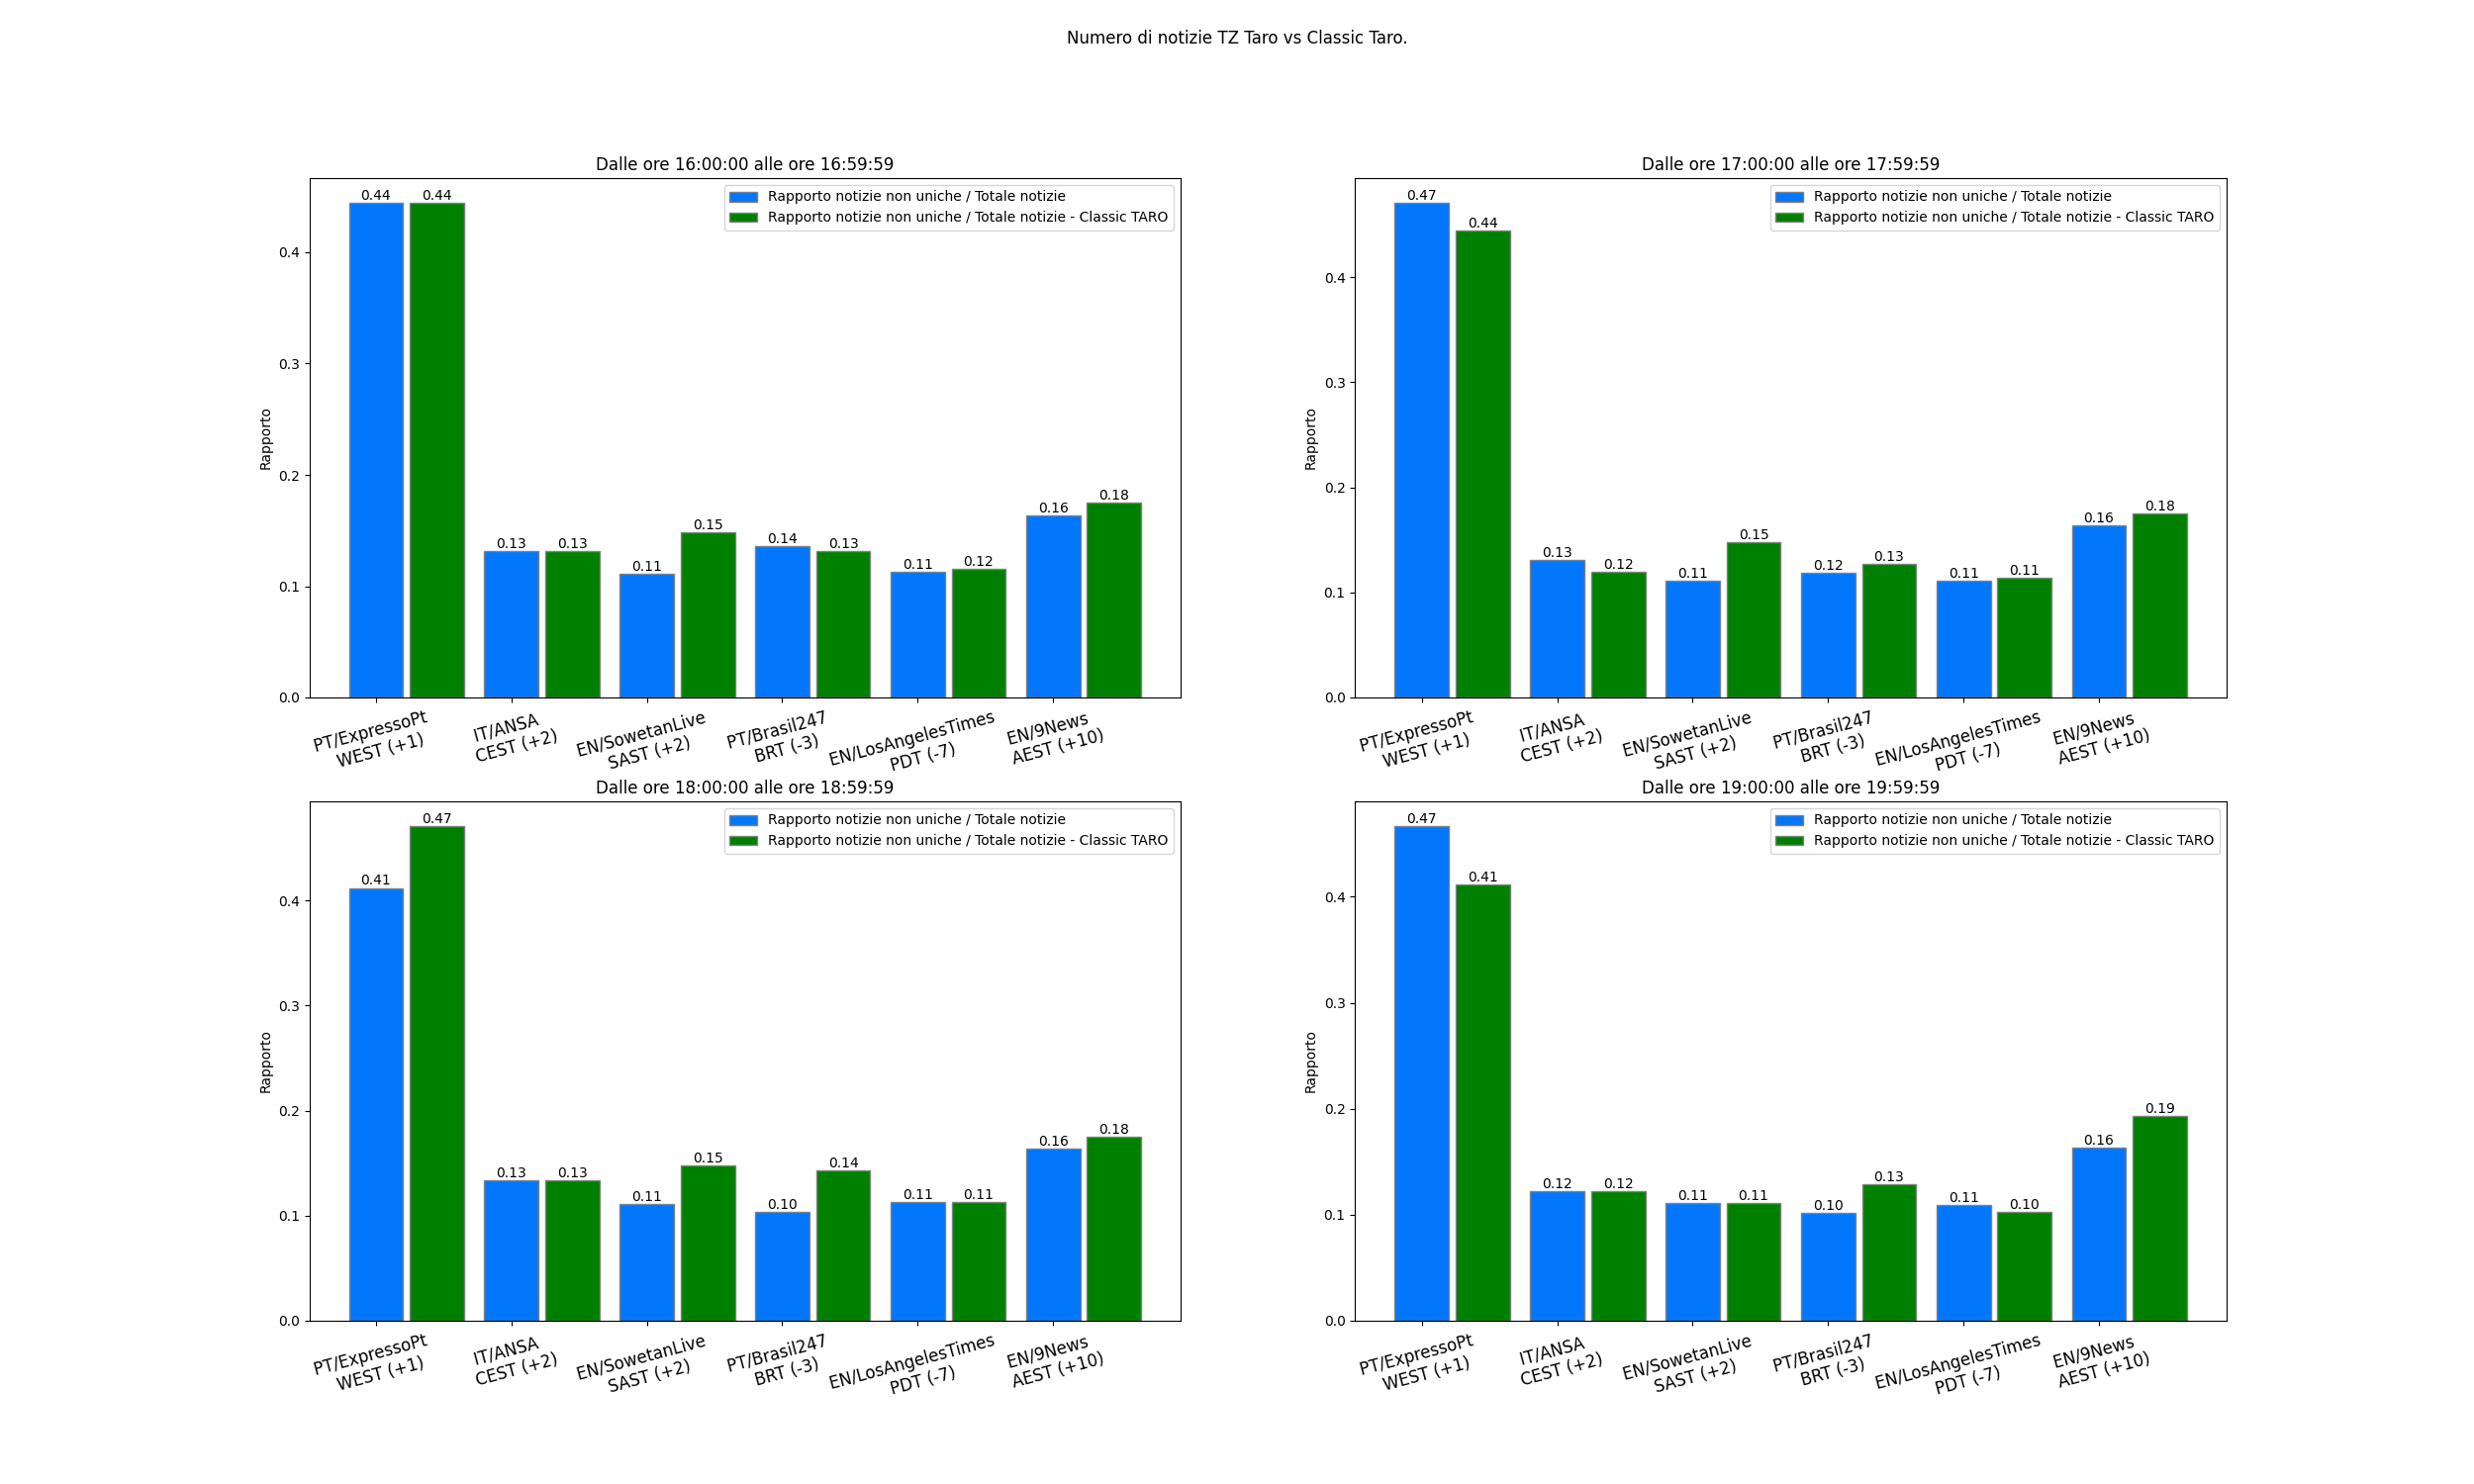 Numero di notizie TZ Taro vs Classic Taro.
Dalle ore 16:00:00 alle ore 16:59:59
Rapporto notizie non uniche / Totale notizie
Rapporto notizie non uniche / Totale notizie - Classic TARO
Rapporto
0.4
0.3
0.2
0.1
0.0
0.44
0.44
0.13
0.13
0.11
0.15
0.14
0.13
0.11
0.12
0.16
0.18
PT/ExpressoPt
WEST (+1)
IT/ANSA
CEST (+2)
EN/SowetanLive
SAST (+2)
PT/Brasil247
BRT (-3)
EN/LosAngelesTimes
PDT (-7)
EN/9News
AEST (+10)
Dalle ore 17:00:00 alle ore 17:59:59
Rapporto notizie non uniche / Totale notizie
Rapporto notizie non uniche / Totale notizie - Classic TARO
Rapporto
0.4
0.3
0.2
0.1
0.0
0.47
0.44
0.13
0.12
0.11
0.15
0.12
0.13
0.11
0.11
0.16
0.18
PT/ExpressoPt
WEST (+1)
IT/ANSA
CEST (+2)
EN/SowetanLive
SAST (+2)
PT/Brasil247
BRT (-3)
EN/LosAngelesTimes
PDT (-7)
EN/9News
AEST (+10)
Dalle ore 18:00:00 alle ore 18:59:59
Rapporto notizie non uniche / Totale notizie
Rapporto notizie non uniche / Totale notizie - Classic TARO
Rapporto
0.4
0.3
0.2
0.1
0.0
0.41
0.47
0.13
0.13
0.11
0.15
0.10
0.14
0.11
0.11
0.16
0.18
PT/ExpressoPt
WEST (+1)
IT/ANSA
CEST (+2)
EN/SowetanLive
SAST (+2)
PT/Brasil247
BRT (-3)
EN/LosAngelesTimes
PDT (-7)
EN/9News
AEST (+10)
Dalle ore 19:00:00 alle ore 19:59:59
Rapporto notizie non uniche / Totale notizie
Rapporto notizie non uniche / Totale notizie - Classic TARO
Rapporto
0.4
0.3
0.2
0.1
0.0
0.47
0.41
0.12
0.12
0.11
0.11
0.10
0.13
0.11
0.10
0.16
0.19
PT/ExpressoPt
WEST (+1)
IT/ANSA
CEST (+2)
EN/SowetanLive
SAST (+2)
PT/Brasil247
BRT (-3)
EN/LosAngelesTimes
PDT (-7)
EN/9News
AEST (+10)